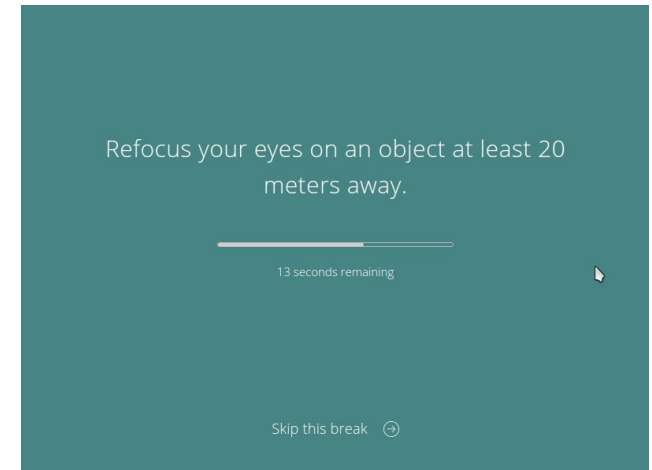 Refocus your eyes on an object at least 20
meters away.
13 seconds remaining
Skip this break